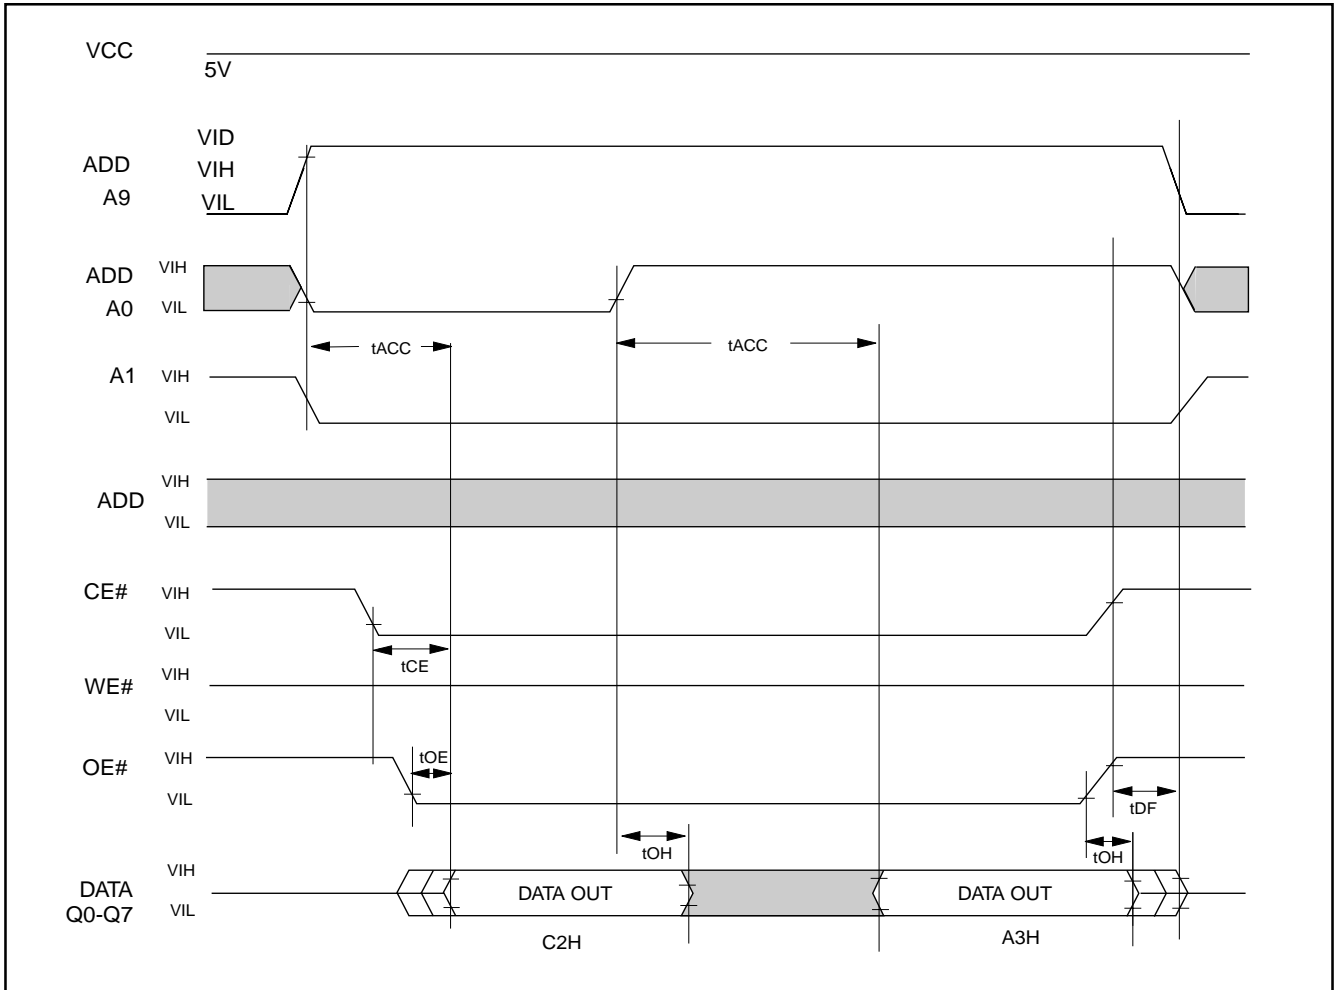 VCC
5V
VID
ADD
VIH
A9
VIL
ADD
VIH
A0
VIL
tACC
tACC
A1
VIH
VIL
ADD
VIH
VIL
CE#
VIH
VIL
tCE
WE#
VIH
VIL
OE#
VIH
tOE
VIL
tDF
tOH
tOH
DATA
Q0-Q7
VIH
VIL
DATA OUT
DATA OUT
C2H
A3H